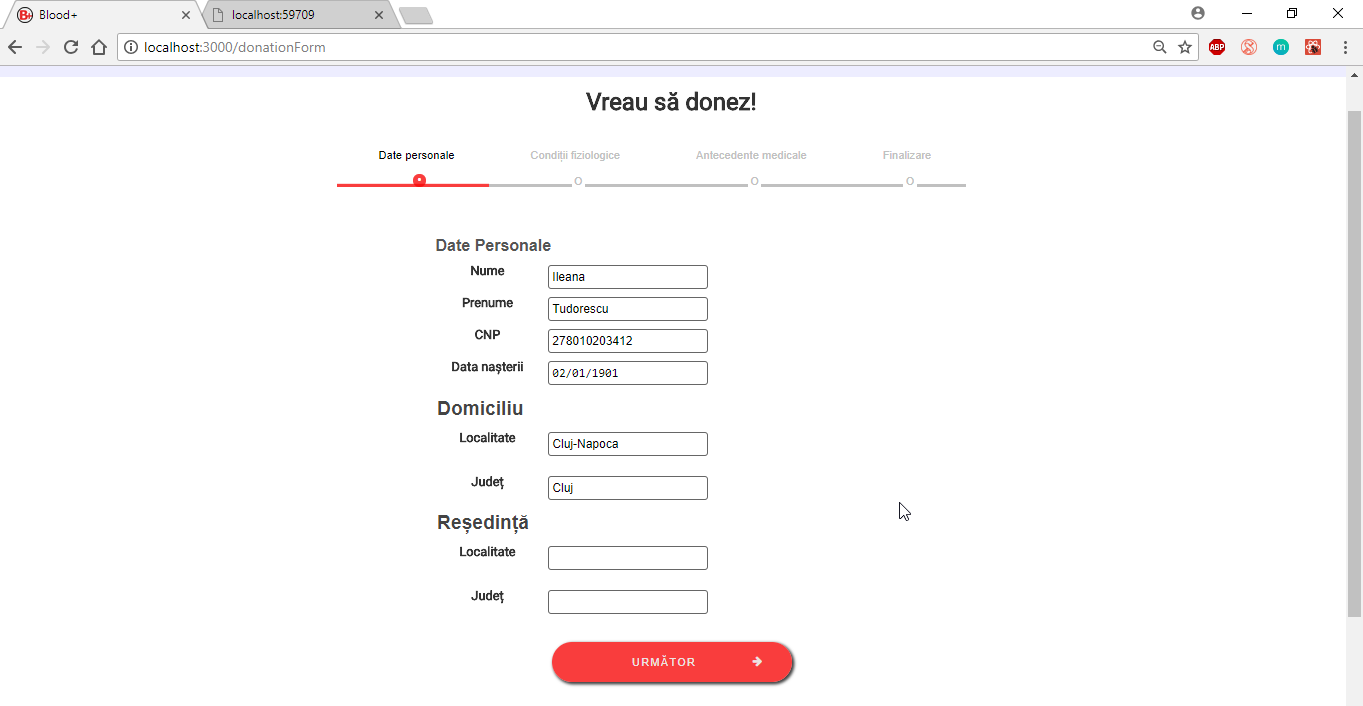 Blood+
localhost:59709
localhost:3000/donationForm
ABP
m
Vreau să donez!
Date personale
Condiții fiziologice
Antecedente medicale
Finalizare
Date Personale
Nume
Ileana
Prenume
Tudorescu
CNP
278010203412
Data nașterii
02/01/1901
Domiciliu
Localitate
Cluj-Napoca
Județ
Cluj
Reședință
Localitate
Județ
URMĂTOR